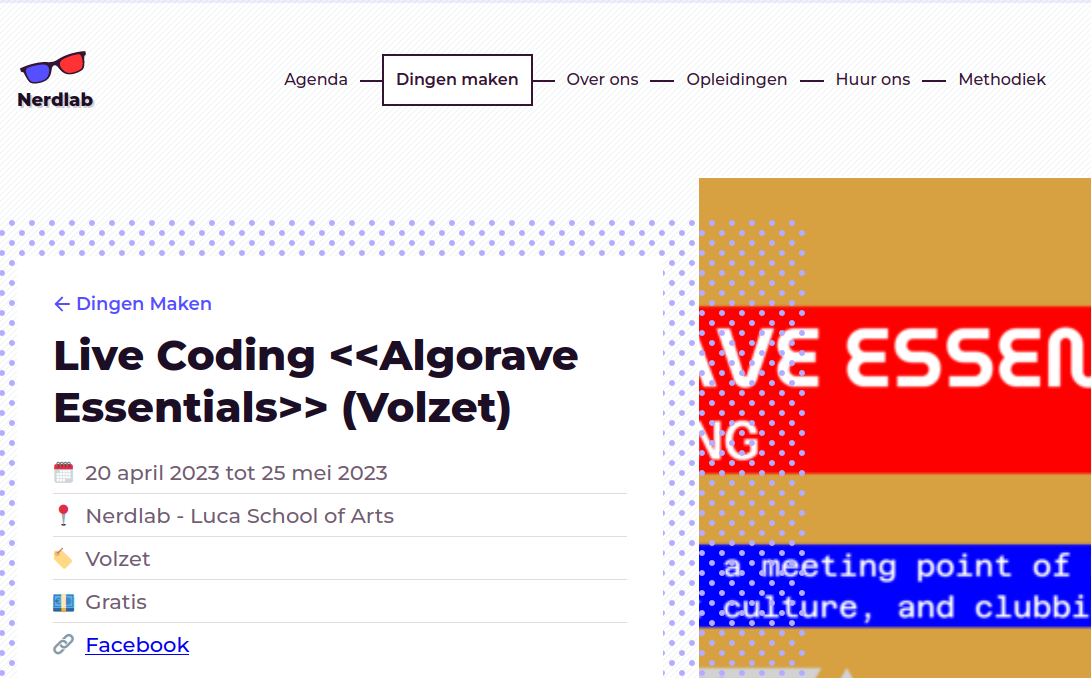 Nerdlab
Agenda Dingen maken Over ons Opleidingen Huur ons Methodiek
← Dingen Maken
Live Coding <<Algorave
Essentials>> (Volzet)
20 april 2023 tot 25 mei 2023
Nerdlab - Luca School of Arts
Volzet
Gratis
Facebook
AVE ESSEN
NG
a meeting point of
culture, and clubbi